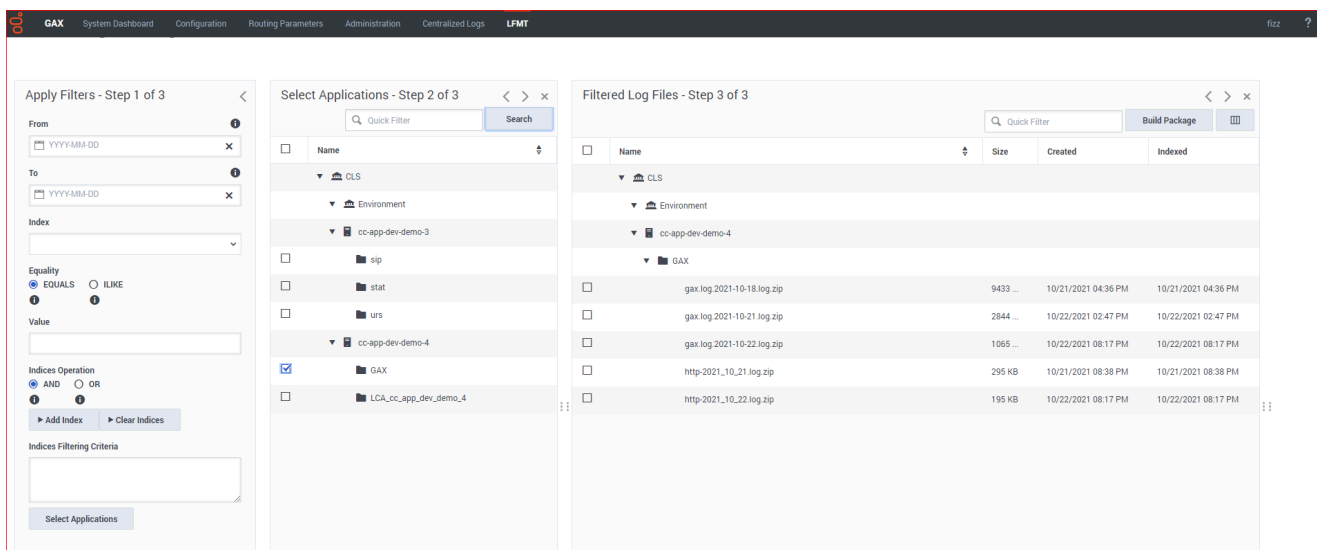 GAX System Dashboard Configuration Routing Parameters Administration Centralized Logs LFMT fizz ?
Apply Filters - Step 1 of 3
From
YYYY-MM-DD
To
YYYY-MM-DD
Index
Equality
EQUALS ILIKE
Value
Indices Operation
AND OR
Add Index Clear Indices
Indices Filtering Criteria
Select Applications
Select Applications - Step 2 of 3
Quick Filter Search
Name
CLS
Environment
cc-app-dev-demo-3
sip
stat
urs
cc-app-dev-demo-4
GAX
LCA_cc_app_dev_demo_4
Filtered Log Files - Step 3 of 3
Quick Filter Build Package
Name Size Created Indexed
CLS
Environment
cc-app-dev-demo-4
GAX
gax.log.2021-10-18.log.zip 9433 ... 10/21/2021 04:36 PM 10/21/2021 04:36 PM
gax.log.2021-10-21.log.zip 2844 ... 10/22/2021 02:47 PM 10/22/2021 02:47 PM
gax.log.2021-10-22.log.zip 1065 ... 10/22/2021 08:17 PM 10/22/2021 08:17 PM
http-2021_10_21.log.zip 295 KB 10/21/2021 08:38 PM 10/21/2021 08:38 PM
http-2021_10_22.log.zip 195 KB 10/22/2021 08:17 PM 10/22/2021 08:17 PM